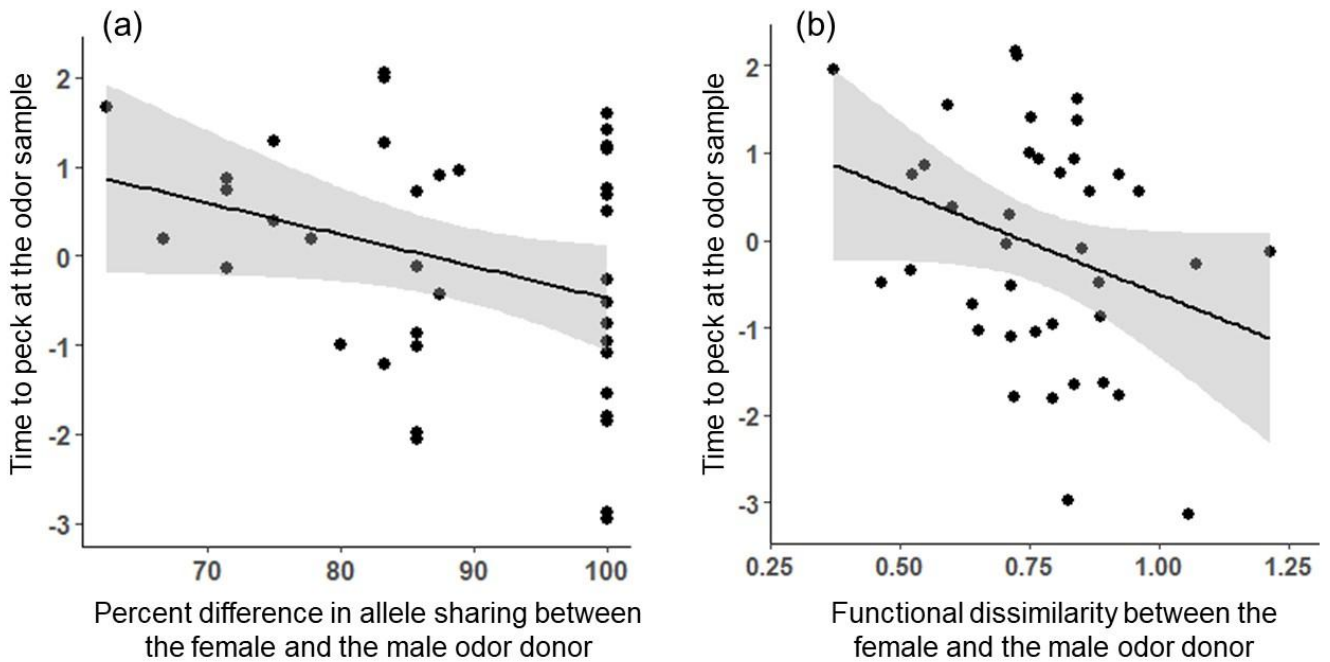 (a)
Time to peck at the odor sample
2
1
0
-1
-2
-3
70 80 90 100
Percent difference in allele sharing between
the female and the male odor donor
(b)
Time to peck at the odor sample
2
1
0
-1
-2
-3
0.25 0.50 0.75 1.00 1.25
Functional dissimilarity between the
female and the male odor donor